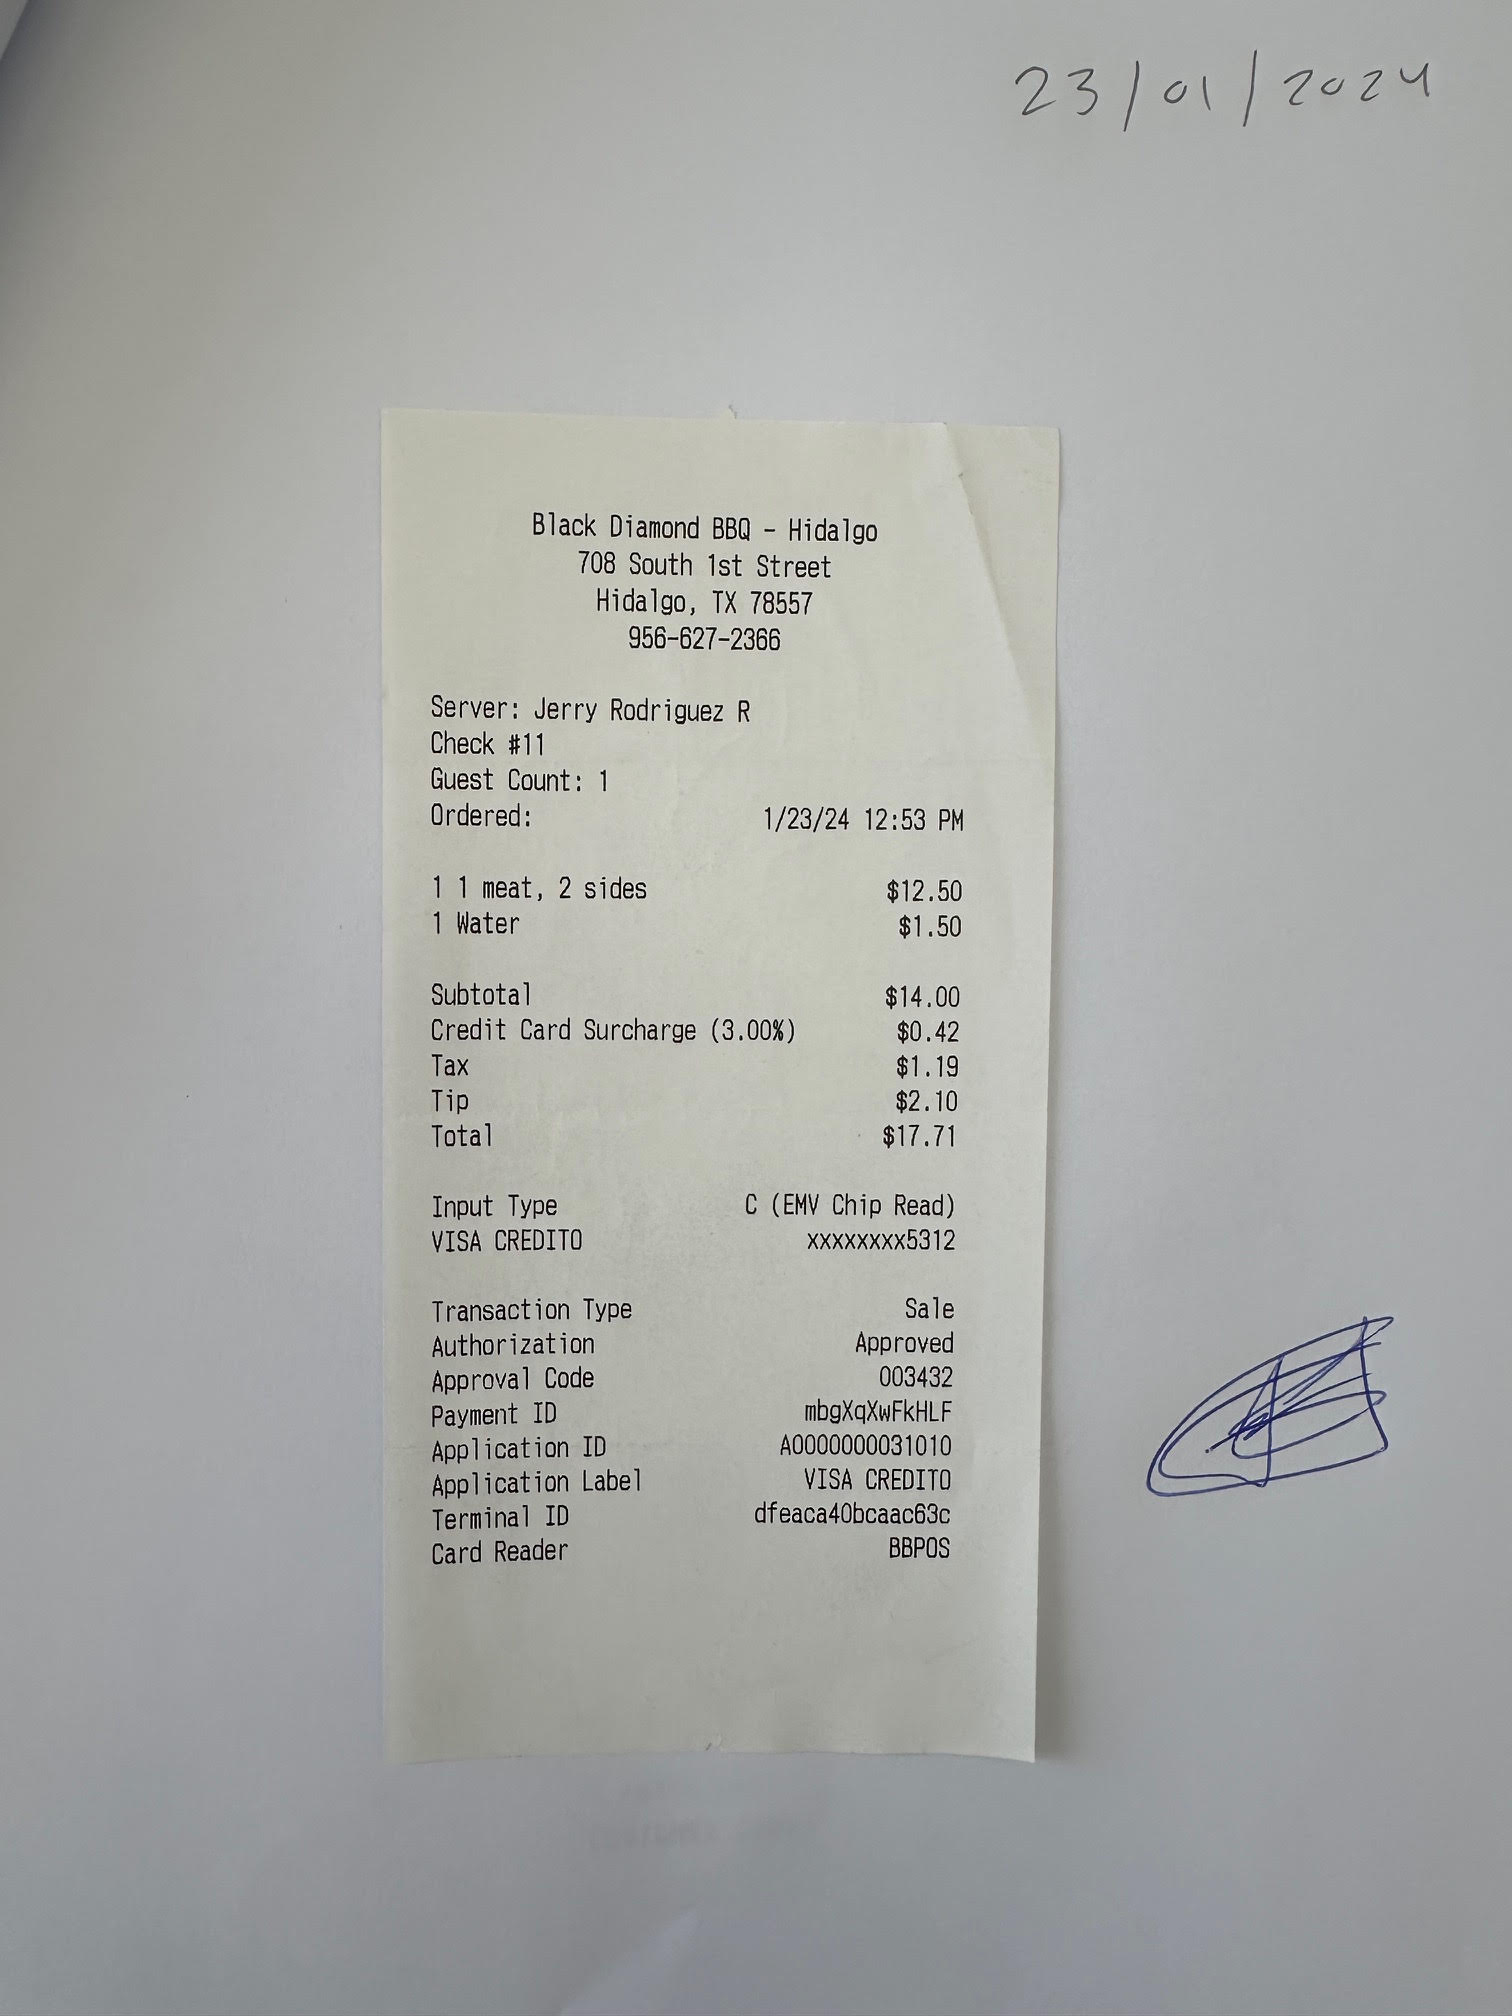 23/01/2024
Black Diamond BBQ - Hidalgo
708 South 1st Street
Hidalgo, TX 78557
956-627-2366
Server: Jerry Rodriguez R
Check #11
Guest Count: 1
Ordered: 1/23/24 12:53 PM
1 1 meat, 2 sides $12.50
1 Water $1.50
Subtotal $14.00
Credit Card Surcharge (3.00%) $0.42
Tax $1.19
Tip $2.10
Total $17.71
Input Type C (EMV Chip Read)
VISA CREDITO xxxxxxxx5312
Transaction Type Sale
Authorization Approved
Approval Code 003432
Payment ID mbgXqXwFkHLF
Application ID A0000000031010
Application Label VISA CREDITO
Terminal ID dfeaca40bcaac63c
Card Reader BBPOS